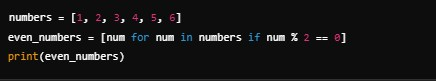 numbers = [1, 2, 3, 4, 5, 6]
even_numbers = [num for num in numbers if num % 2 == 0]
print(even_numbers)